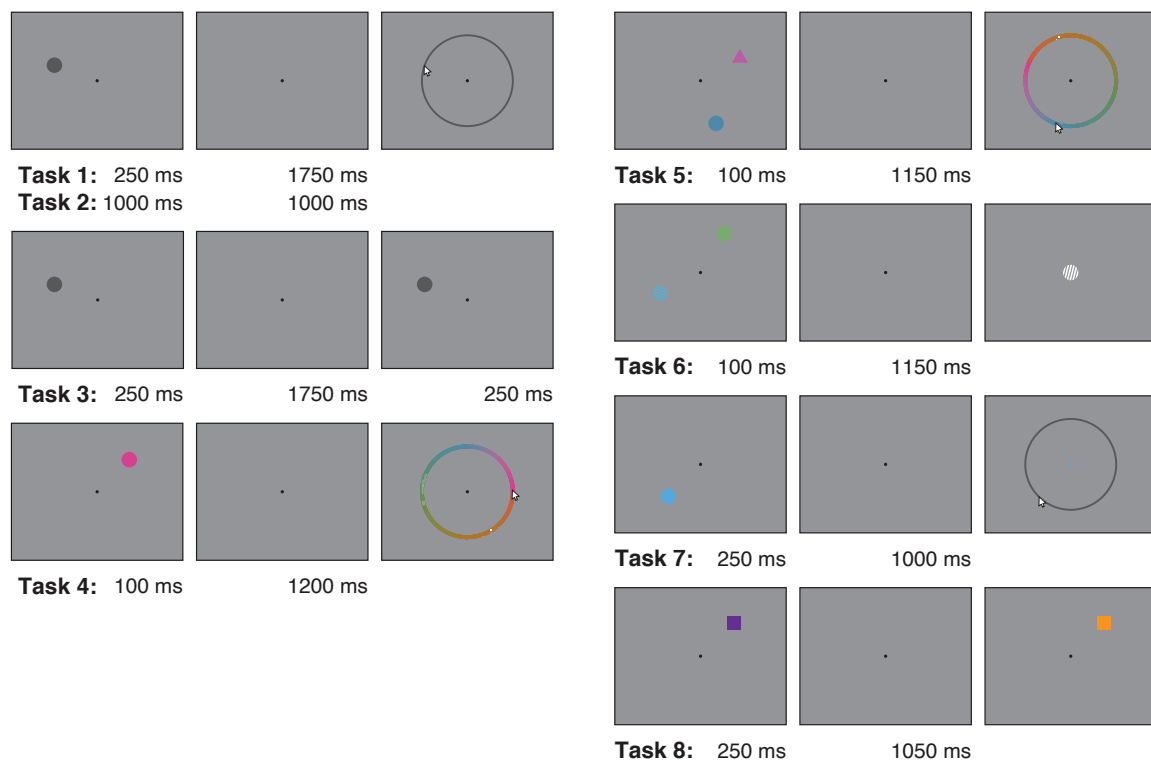 Task 1: 250 ms 1750 ms
Task 2: 1000 ms 1000 ms
Task 3: 250 ms 1750 ms 250 ms
Task 4: 100 ms 1200 ms
Task 5: 100 ms 1150 ms
Task 6: 100 ms 1150 ms
Task 7: 250 ms 1000 ms
Task 8: 250 ms 1050 ms